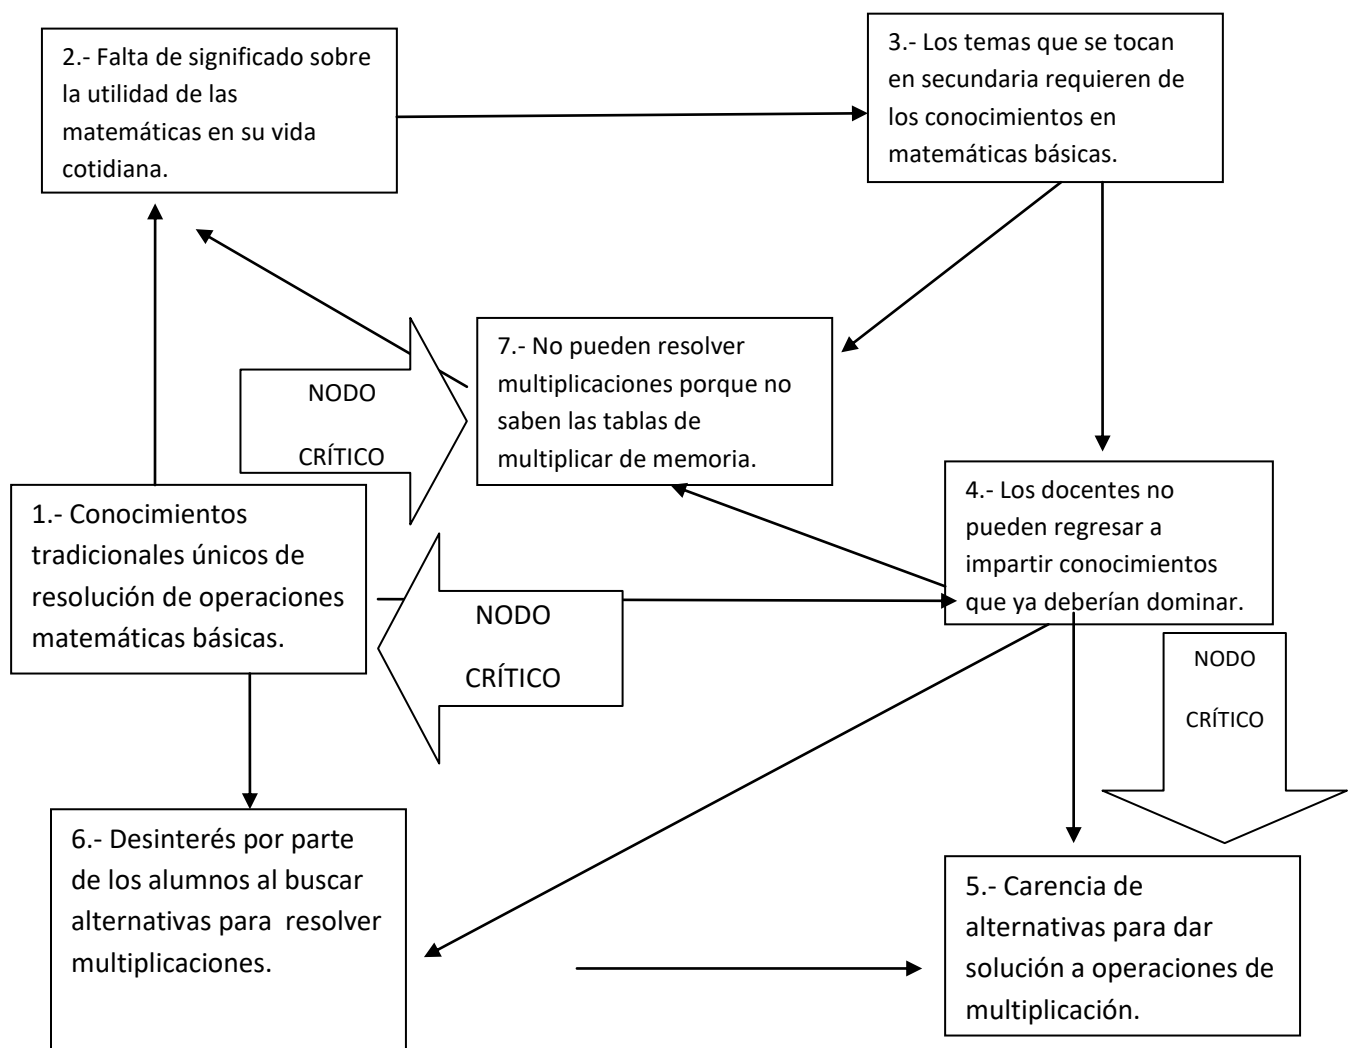 2.- Falta de significado sobre
la utilidad de las
matemáticas en su vida
cotidiana.
3.- Los temas que se tocan
en secundaria requieren de
los conocimientos en
matemáticas básicas.
7.- No pueden resolver
multiplicaciones porque no
saben las tablas de
multiplicar de memoria.
NODO
CRÍTICO
1.- Conocimientos
tradicionales únicos de
resolución de operaciones
matemáticas básicas.
NODO
CRÍTICO
4.- Los docentes no
pueden regresar a
impartir conocimientos
que ya deberían dominar.
NODO
CRÍTICO
6.- Desinterés por parte
de los alumnos al buscar
alternativas para  resolver
multiplicaciones.
5.- Carencia de
alternativas para dar
solución a operaciones de
multiplicación.